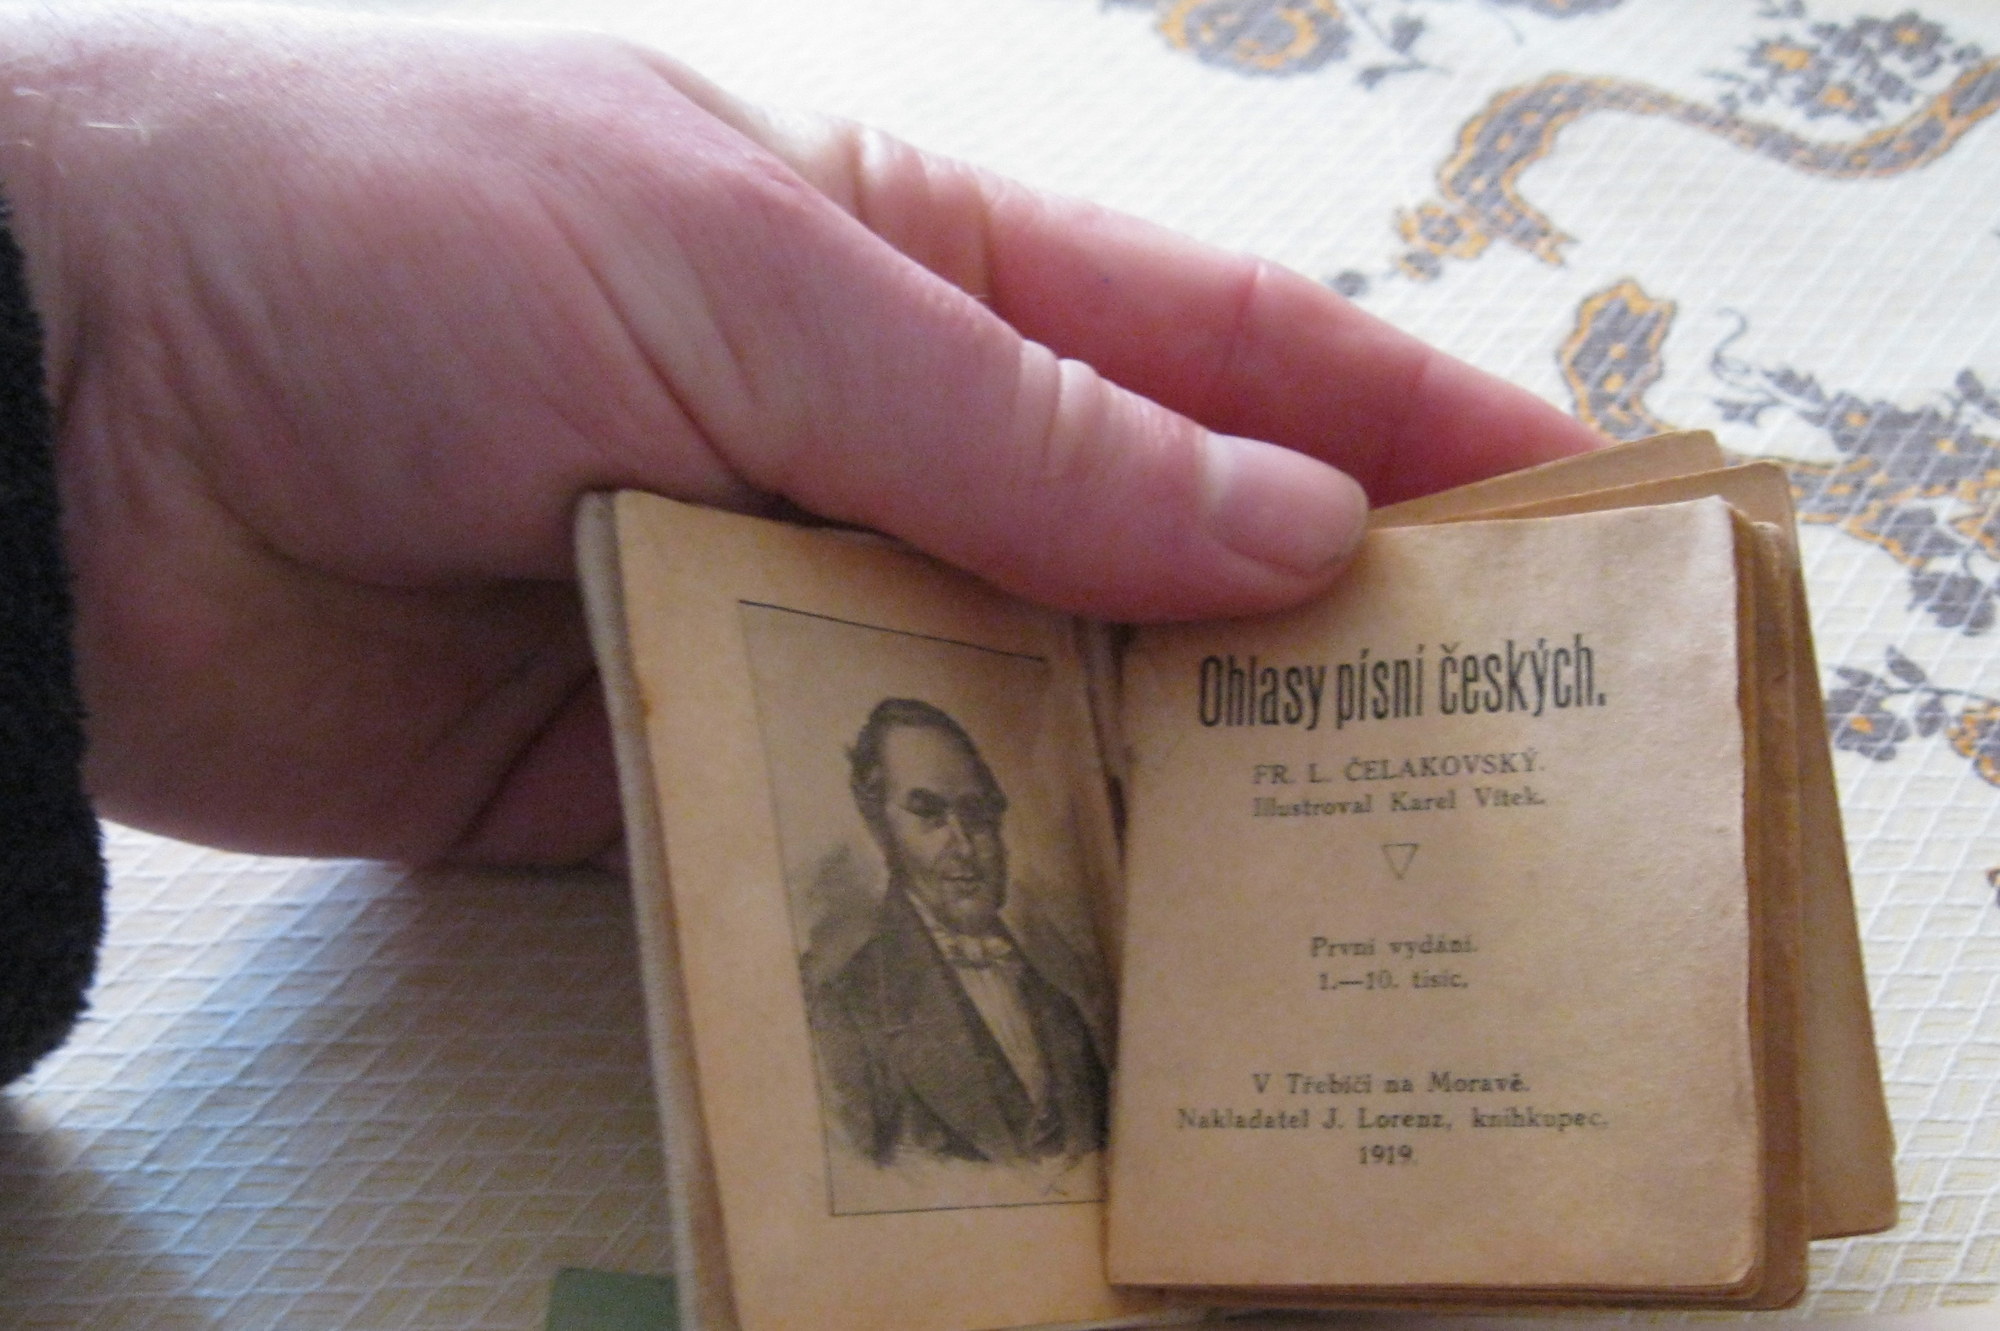 Ohlasy písní českých.
FR. L. ČELAKOVSKÝ.
Illustroval Karel Vítek.
První vydání.
1.—10. tisíc.
V Třebíči na Moravě.
Nakladatel J. Lorenz, knihkupec.
1919.